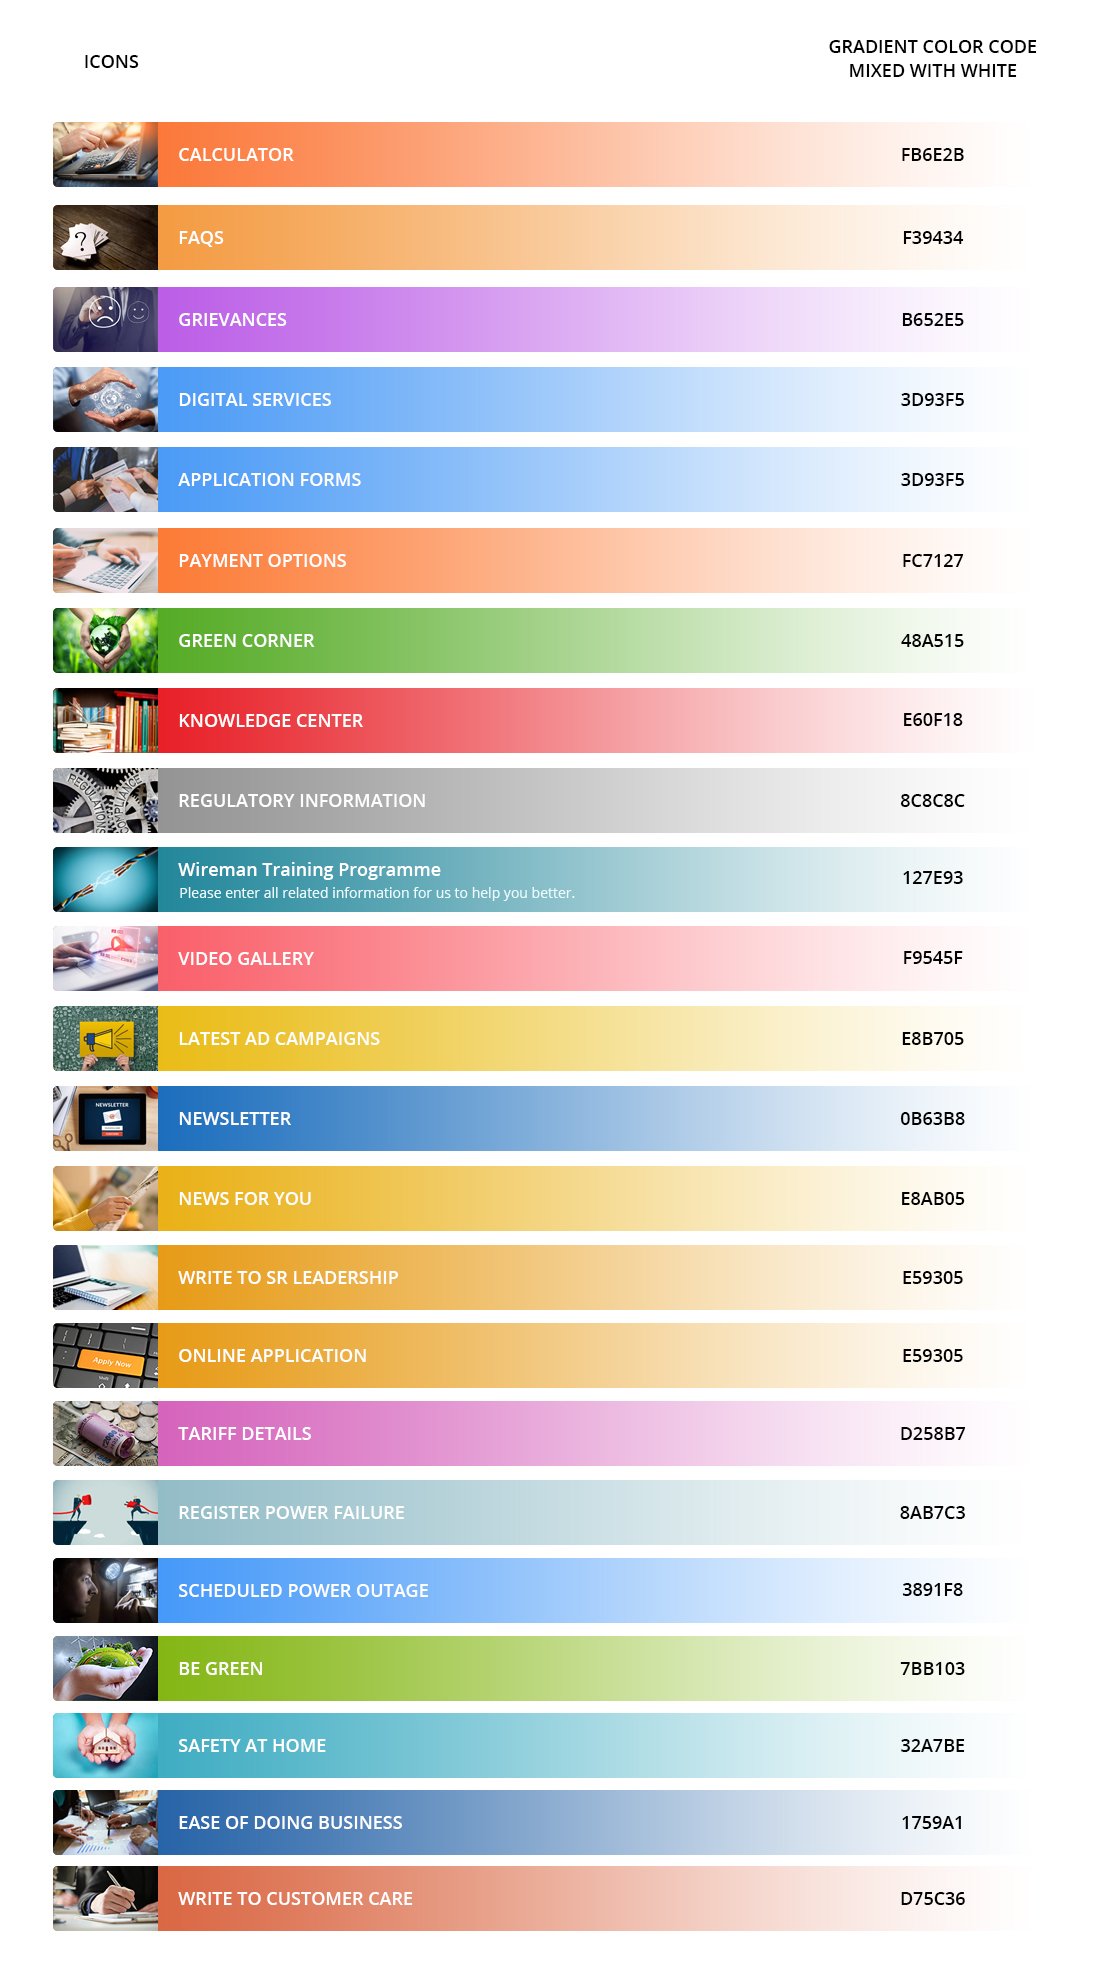 ICONS
GRADIENT COLOR CODE
MIXED WITH WHITE
CALCULATOR
FB6E2B
?
FAQS
F39434
GRIEVANCES
B652E5
DIGITAL SERVICES
3D93F5
APPLICATION FORMS
3D93F5
PAYMENT OPTIONS
FC7127
GREEN CORNER
48A515
KNOWLEDGE CENTER
E60F18
COMPLIANCE
REGULATORY INFORMATION
8C8C8C
Wireman Training Programme
Please enter all related information for us to help you better.
127E93
VIDEO GALLERY
F9545F
LATEST AD CAMPAIGNS
E8B705
NEWSLETTER
NEWSLETTER
0B63B8
NEWS FOR YOU
E8AB05
WRITE TO SR LEADERSHIP
E59305
Apply Now
Shift
ONLINE APPLICATION
E59305
TARIFF DETAILS
D258B7
REGISTER POWER FAILURE
8AB7C3
SCHEDULED POWER OUTAGE
3891F8
BE GREEN
7BB103
SAFETY AT HOME
32A7BE
EASE OF DOING BUSINESS
1759A1
WRITE TO CUSTOMER CARE
D75C36